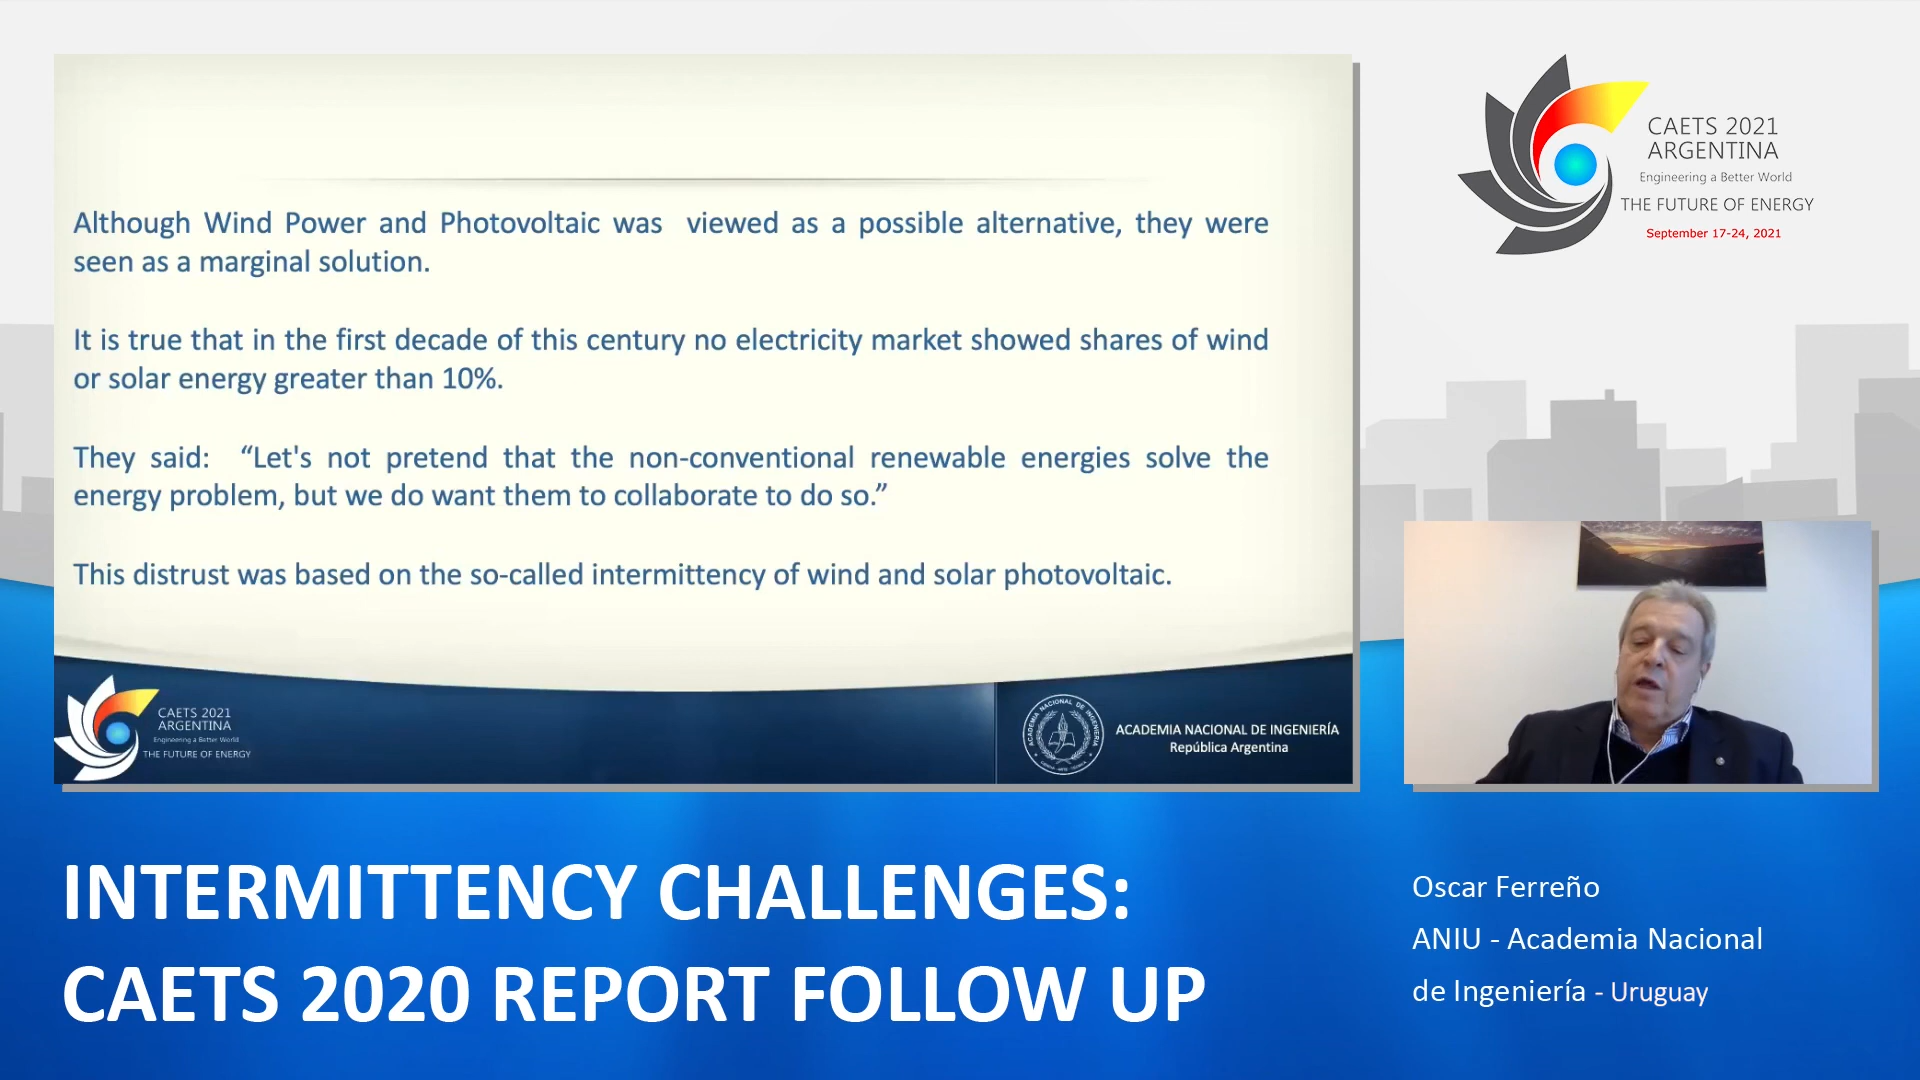 Although Wind Power and Photovoltaic was viewed as a possible alternative, they were
seen as a marginal solution.
It is true that in the first decade of this century no electricity market showed shares of wind
or solar energy greater than 10%.
They said: “Let's not pretend that the non-conventional renewable energies solve the
energy problem, but we do want them to collaborate to do so.”
This distrust was based on the so-called intermittency of wind and solar photovoltaic.
CAETS 2021
ARGENTINA
Engineering a Better World
THE FUTURE OF ENERGY
ACADEMIA NACIONAL DE INGENIERÍA
República Argentina
CAETS 2021
ARGENTINA
Engineering a Better World
THE FUTURE OF ENERGY
September 17-24, 2021
INTERMITTENCY CHALLENGES:
CAETS 2020 REPORT FOLLOW UP
Oscar Ferreño
ANIU - Academia Nacional
de Ingeniería - Uruguay